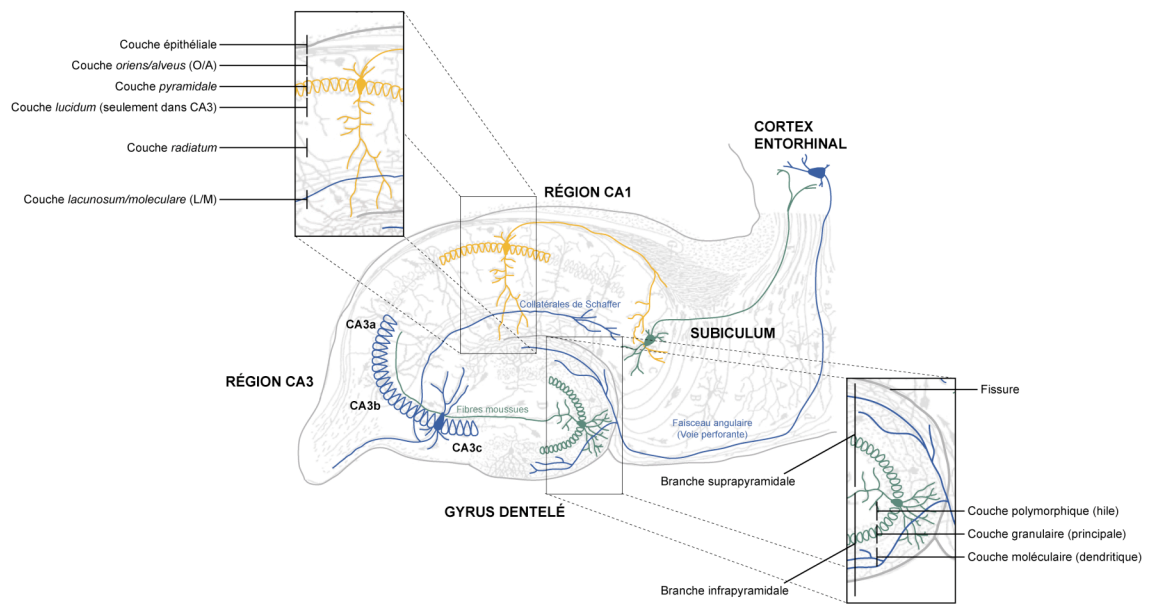 Couche épithéliale
Couche oriens/alveus (O/A)
Couche pyramidale
Couche lucidum (seulement dans CA3)
Couche radiatum
Couche lacunosum/moleculare (L/M)
CORTEX
ENTORHINAL
RÉGION CA1
Collatérales de Schaffer
CA3a
SUBICULUM
RÉGION CA3
CA3b
Fibres moussues
CA3c
Faisceau angulaire
(Voie perforante)
GYRUS DENTELÉ
Fissure
Branche suprapyramidale
Couche polymorphique (hile)
Couche granulaire (principale)
Couche moléculaire (dendritique)
Branche infrapyramidale